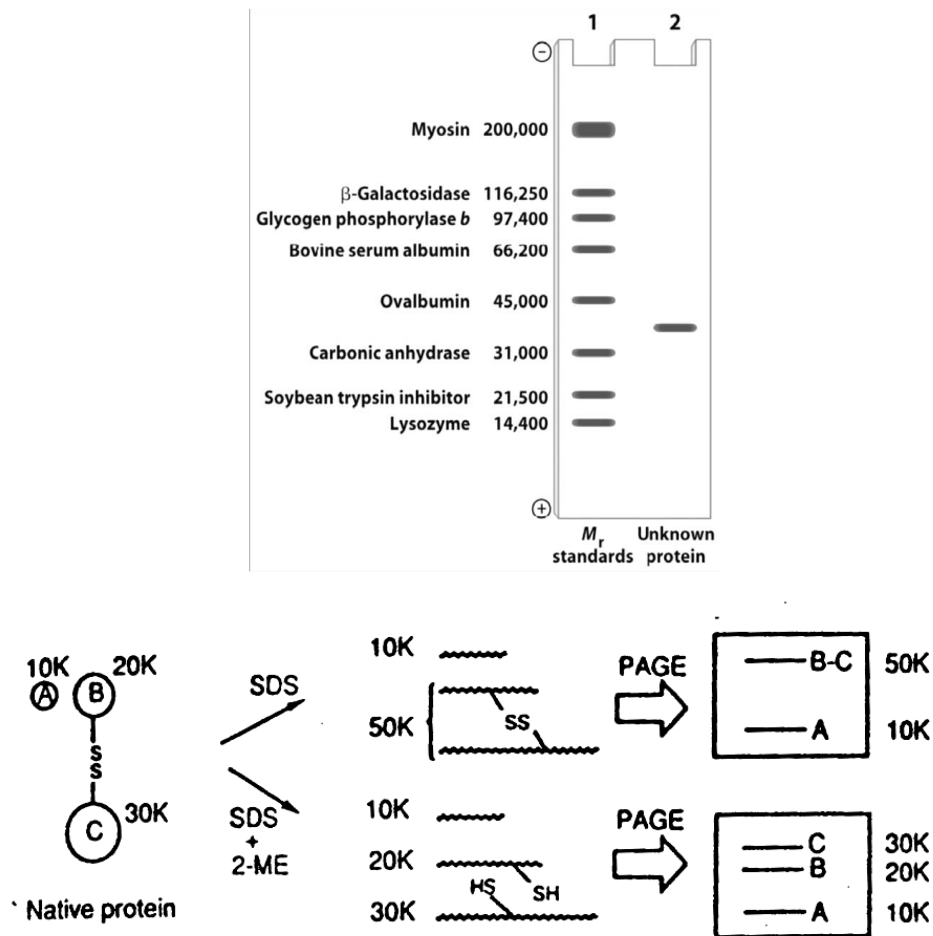 1 2
−
Myosin 200,000
β-Galactosidase 116,250
Glycogen phosphorylase b 97,400
Bovine serum albumin 66,200
Ovalbumin 45,000
Carbonic anhydrase 31,000
Soybean trypsin inhibitor 21,500
Lysozyme 14,400
+
Mr Unknown
standards protein
10K 20K
A B
S
S
C 30K
Native protein
SDS
SDS
+
2-ME
10K
50K
SS
PAGE
B-C 50K
A 10K
10K
20K
HS SH
30K
PAGE
C 30K
B 20K
A 10K